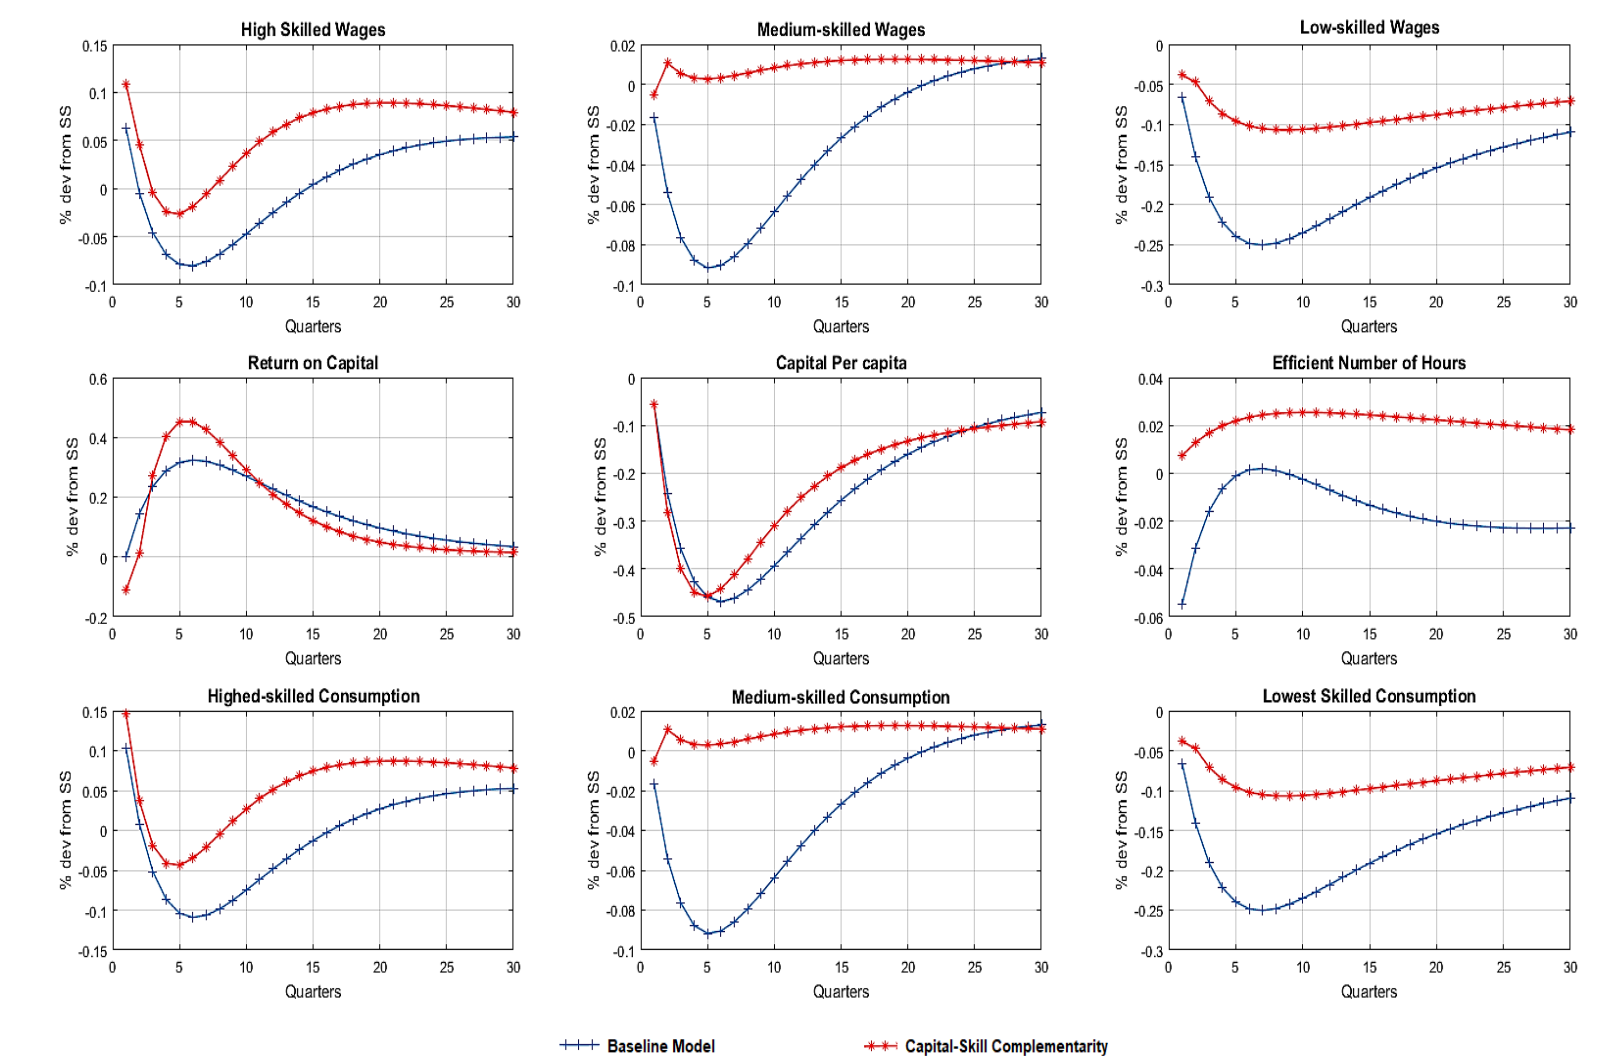 High Skilled Wages
0.15
0.1
0.05
0
-0.05
-0.1
% dev from SS
0 5 10 15 20 25 30
Quarters
Medium-skilled Wages
0.02
0
-0.02
-0.04
-0.06
-0.08
-0.1
% dev from SS
0 5 10 15 20 25 30
Quarters
Low-skilled Wages
0
-0.05
-0.1
-0.15
-0.2
-0.25
-0.3
% dev from SS
0 5 10 15 20 25 30
Quarters
Return on Capital
0.6
0.4
0.2
0
-0.2
% dev from SS
0 5 10 15 20 25 30
Quarters
Capital Per capita
0
-0.1
-0.2
-0.3
-0.4
-0.5
% dev from SS
0 5 10 15 20 25 30
Quarters
Efficient Number of Hours
0.04
0.02
0
-0.02
-0.04
-0.06
% dev from SS
0 5 10 15 20 25 30
Quarters
Highed-skilled Consumption
0.15
0.1
0.05
0
-0.05
-0.1
-0.15
% dev from SS
0 5 10 15 20 25 30
Quarters
Medium-skilled Consumption
0.02
0
-0.02
-0.04
-0.06
-0.08
-0.1
% dev from SS
0 5 10 15 20 25 30
Quarters
Lowest Skilled Consumption
0
-0.05
-0.1
-0.15
-0.2
-0.25
-0.3
% dev from SS
0 5 10 15 20 25 30
Quarters
Baseline Model
Capital-Skill Complementarity